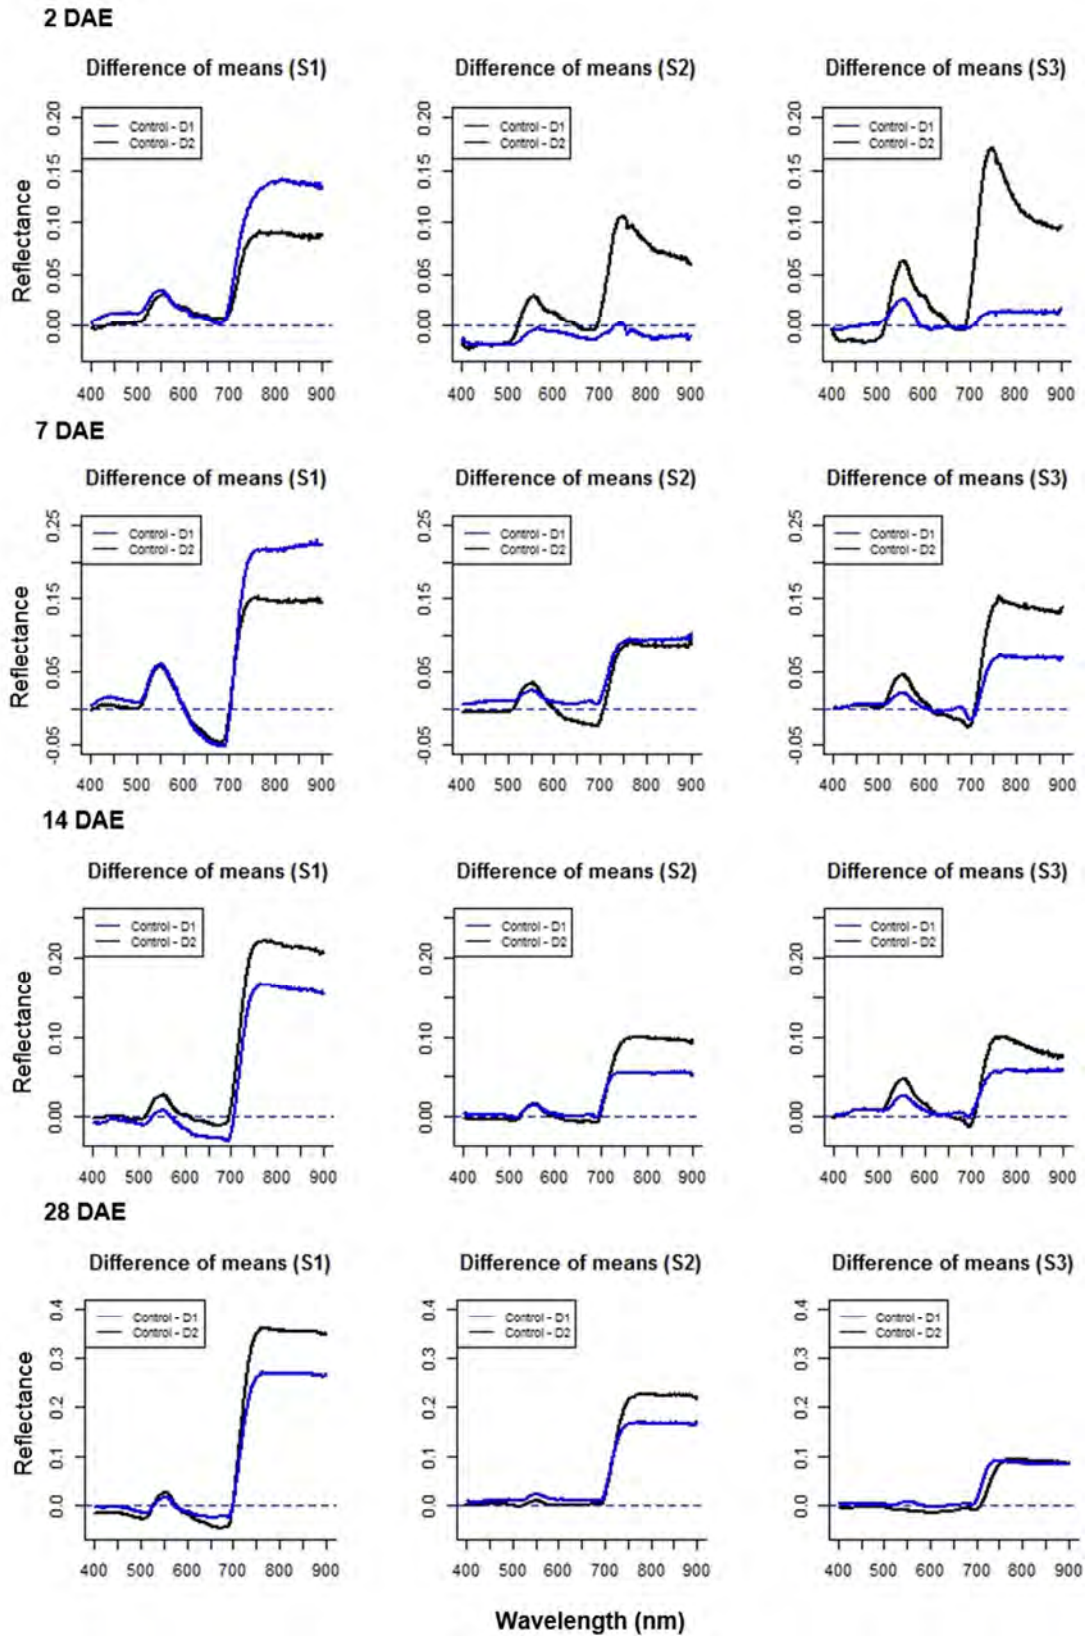 2 DAE
Difference of means (S1)
Difference of means (S2)
Difference of means (S3)
Reflectance
0.00 0.05 0.10 0.15 0.20
Control - D1
Control - D2
400 500 600 700 800 900
0.00 0.05 0.10 0.15 0.20
Control - D1
Control - D2
400 500 600 700 800 900
0.00 0.05 0.10 0.15 0.20
Control - D1
Control - D2
400 500 600 700 800 900
7 DAE
Difference of means (S1)
Difference of means (S2)
Difference of means (S3)
Reflectance
-0.05 0.05 0.15 0.25
Control - D1
Control - D2
400 500 600 700 800 900
-0.05 0.05 0.15 0.25
Control - D1
Control - D2
400 500 600 700 800 900
-0.05 0.05 0.15 0.25
Control - D1
Control - D2
400 500 600 700 800 900
14 DAE
Difference of means (S1)
Difference of means (S2)
Difference of means (S3)
Reflectance
0.00 0.10 0.20
Control - D1
Control - D2
400 500 600 700 800 900
0.00 0.10 0.20
Control - D1
Control - D2
400 500 600 700 800 900
0.00 0.10 0.20
Control - D1
Control - D2
400 500 600 700 800 900
28 DAE
Difference of means (S1)
Difference of means (S2)
Difference of means (S3)
Reflectance
0.0 0.1 0.2 0.3 0.4
Control - D1
Control - D2
400 500 600 700 800 900
0.0 0.1 0.2 0.3 0.4
Control - D1
Control - D2
400 500 600 700 800 900
0.0 0.1 0.2 0.3 0.4
Control - D1
Control - D2
400 500 600 700 800 900
Wavelength (nm)